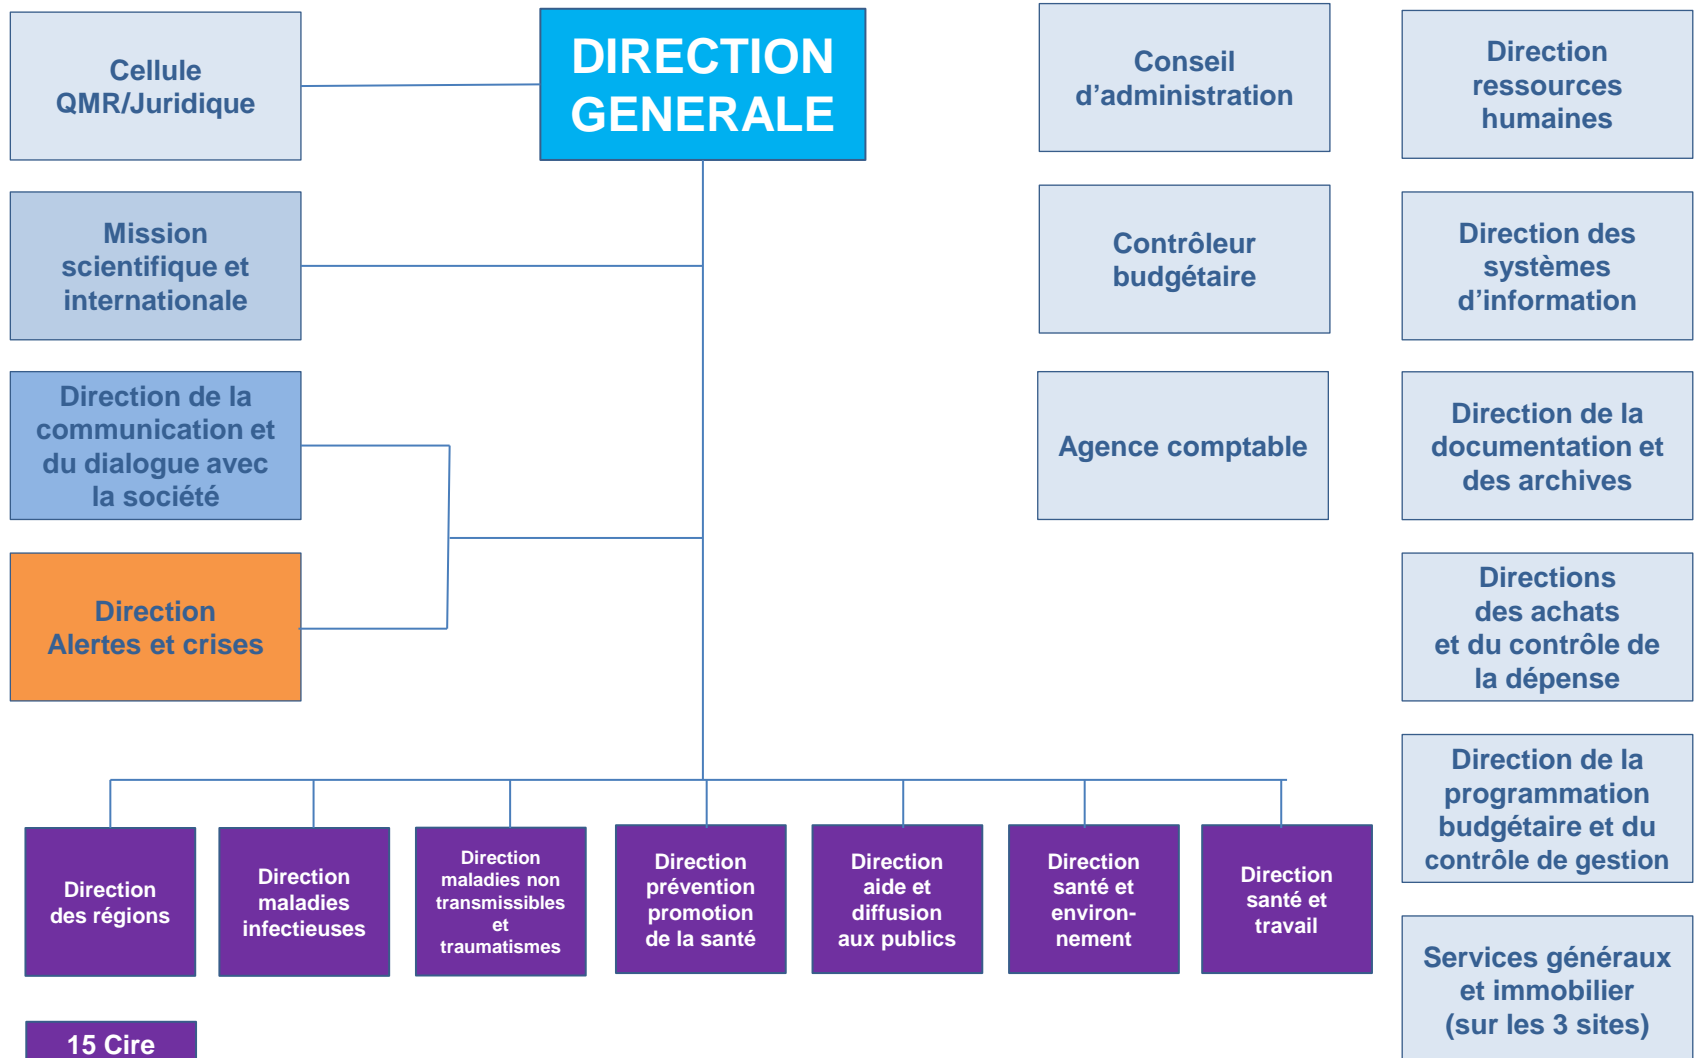 Cellule
QMR/Juridique
DIRECTION
GENERALE
Conseil
d’administration
Direction
ressources
humaines
Mission
scientifique et
internationale
Contrôleur
budgétaire
Direction des
systèmes
d’information
Direction de la
communication et
du dialogue avec
la société
Agence comptable
Direction de la
documentation et
des archives
Direction
Alertes et crises
Directions
des achats
et du contrôle de
la dépense
Direction de la
programmation
budgétaire et du
contrôle de gestion
Direction
des régions
Direction
maladies
infectieuses
Direction
maladies non
transmissibles
et
traumatismes
Direction
prévention
promotion
de la santé
Direction
aide et
diffusion
aux publics
Direction
santé et
environ-
nement
Direction
santé et
travail
Services généraux
et immobilier
(sur les 3 sites)
15 Cire